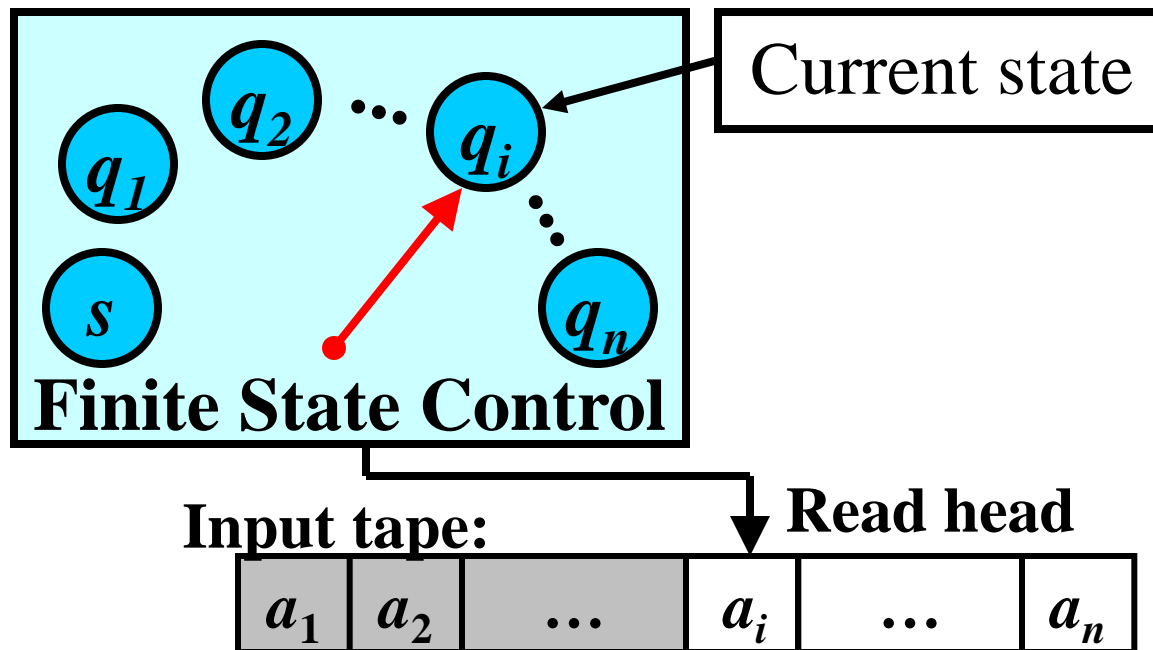 Current state
q₂ ... qᵢ
q₁
s qₙ
Finite State Control
Read head
Input tape:
a₁ a₂ ... aᵢ ... aₙ